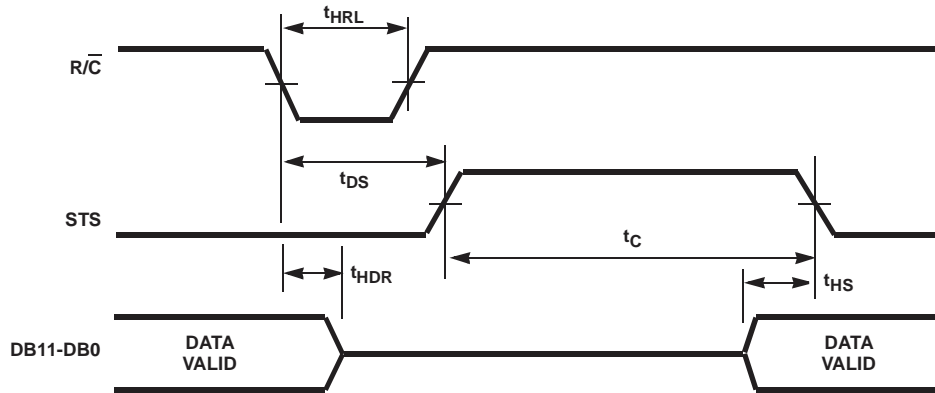 tHRL
R/C̅
tDS
STS
tC
tHDR
tHS
DB11-DB0
DATA
VALID
DATA
VALID